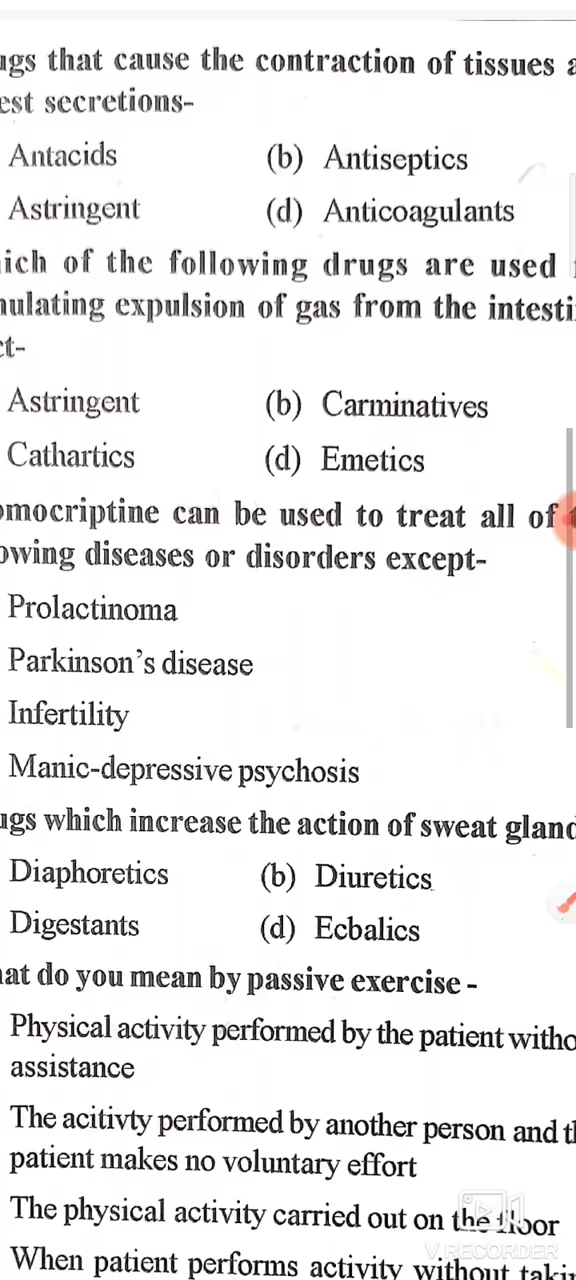 ugs that cause the contraction of tissues a
est secretions-
Antacids (b) Antiseptics
Astringent (d) Anticoagulants
ich of the following drugs are used
nulating expulsion of gas from the intesti
ct-
Astringent (b) Carminatives
Cathartics (d) Emetics
omocriptine can be used to treat all of
owing diseases or disorders except-
Prolactinoma
Parkinson's disease
Infertility
Manic-depressive psychosis
ugs which increase the action of sweat gland
Diaphoretics (b) Diuretics
Digestants (d) Ecbalics
at do you mean by passive exercise -
Physical activity performed by the patient witho
assistance
The acitivty performed by another person and th
patient makes no voluntary effort
The physical activity carried out on the floor
V RECORDER
When patient performs activity without takin